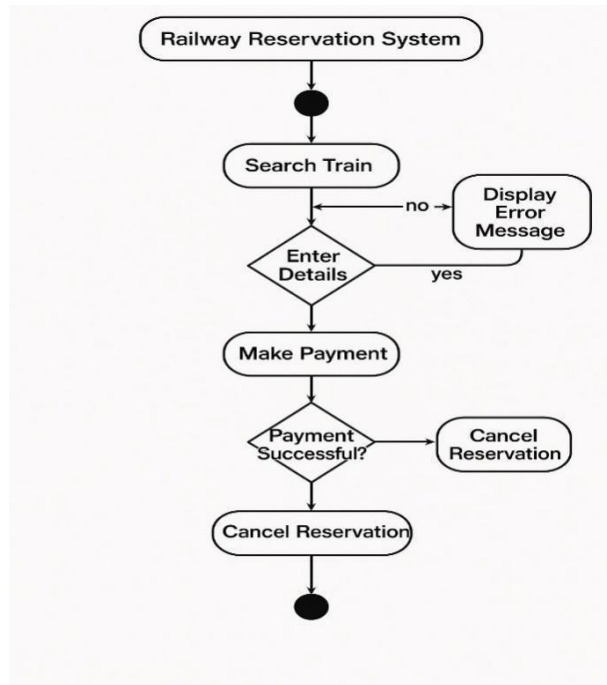 Railway Reservation System
Search Train
no
Display
Error
Message
Enter
Details
yes
Make Payment
Payment
Successful?
Cancel
Reservation
Cancel Reservation